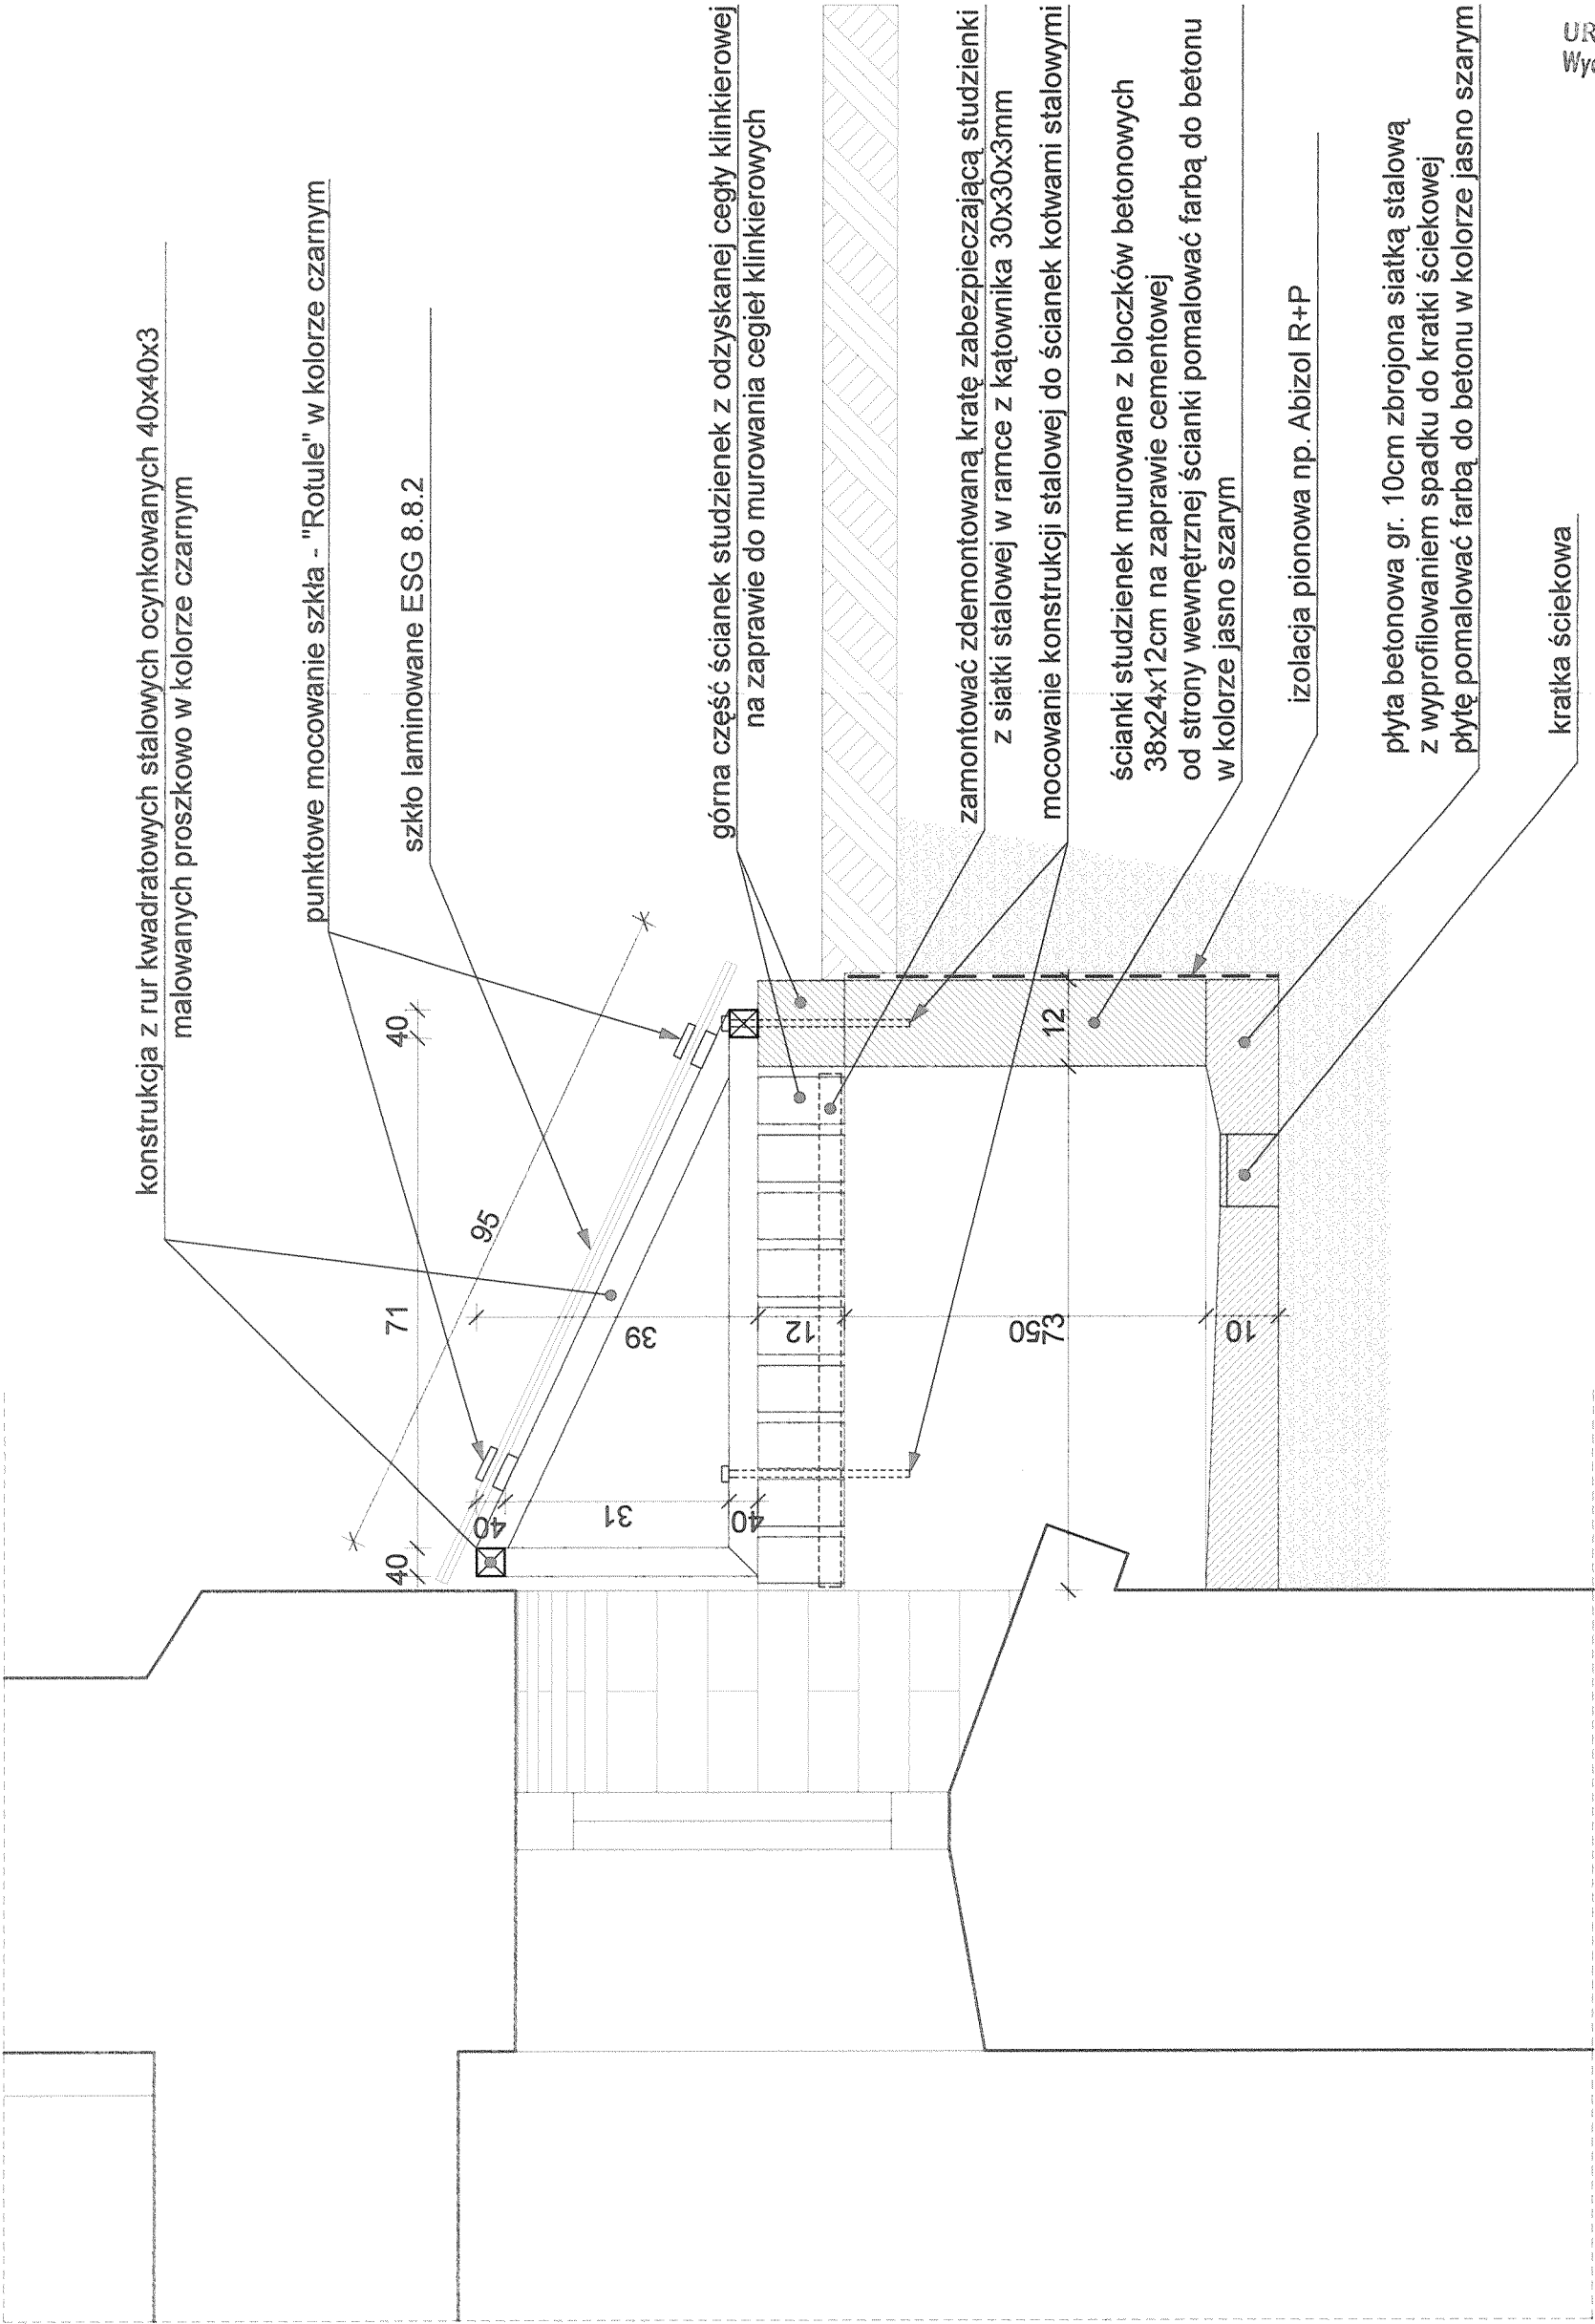 konstrukcja z rur kwadratowych stalowych ocynkowanych 40x40x3
malowanych proszkowo w kolorze czarnym
punktowe mocowanie szkła - "Rotule" w kolorze czarnym
szkło laminowane ESG 8.8.2
górna część ścianek studzienek z odzyskanej cegły klinkierowej
na zaprawie do murowania cegieł klinkierowych
zamontować zdemontowaną kratę zabezpieczającą studzienki
z siatki stalowej w ramce z kątownika 30x30x3mm
mocowanie konstrukcji stalowej do ścianek kotwami stalowymi
ścianki studzienek murowane z bloczków betonowych
38x24x12cm na zaprawie cementowej
od strony wewnętrznej ścianki pomalować farbą do betonu
w kolorze jasno szarym
izolacja pionowa np. Abizol R+P
płyta betonowa gr. 10cm zbrojona siatką stalową
z wyprofilowaniem spadku do kratki ściekowej
płytę pomalować farbą do betonu w kolorze jasno szarym
kratka ściekowa
40
71
40
95
39
12
50
10
40
31
40
12
73
UR
Wyd